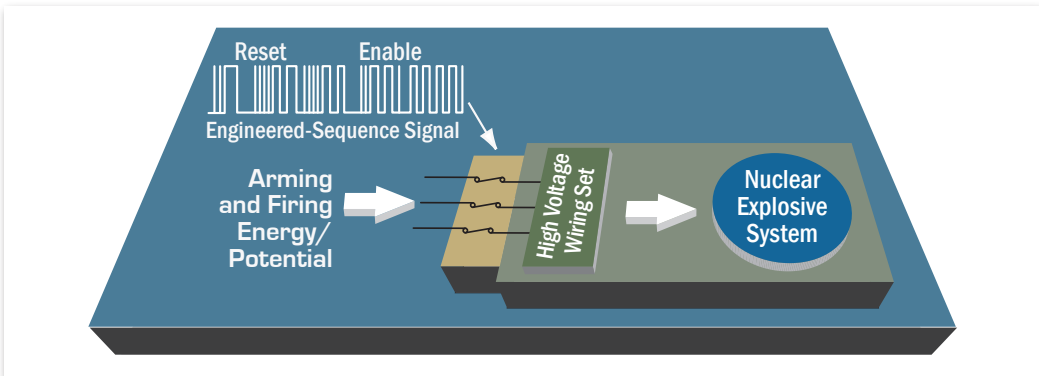 Reset Enable
Engineered-Sequence Signal
Arming
and Firing
Energy/
Potential
High Voltage
Wiring Set
Nuclear
Explosive
System